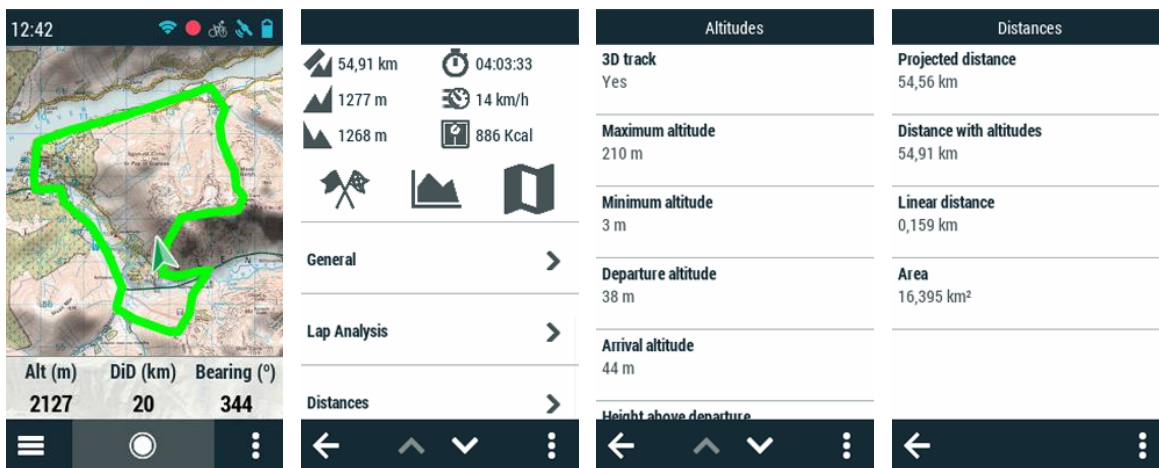 12:42
Alt (m) DiD (km) Bearing (º)
2127 20 344
54,91 km 04:03:33
1277 m 14 km/h
1268 m 886 Kcal
General
Lap Analysis
Distances
Altitudes
3D track
Yes
Maximum altitude
210 m
Minimum altitude
3 m
Departure altitude
38 m
Arrival altitude
44 m
Height above departure
Distances
Projected distance
54,56 km
Distance with altitudes
54,91 km
Linear distance
0,159 km
Area
16,395 km²